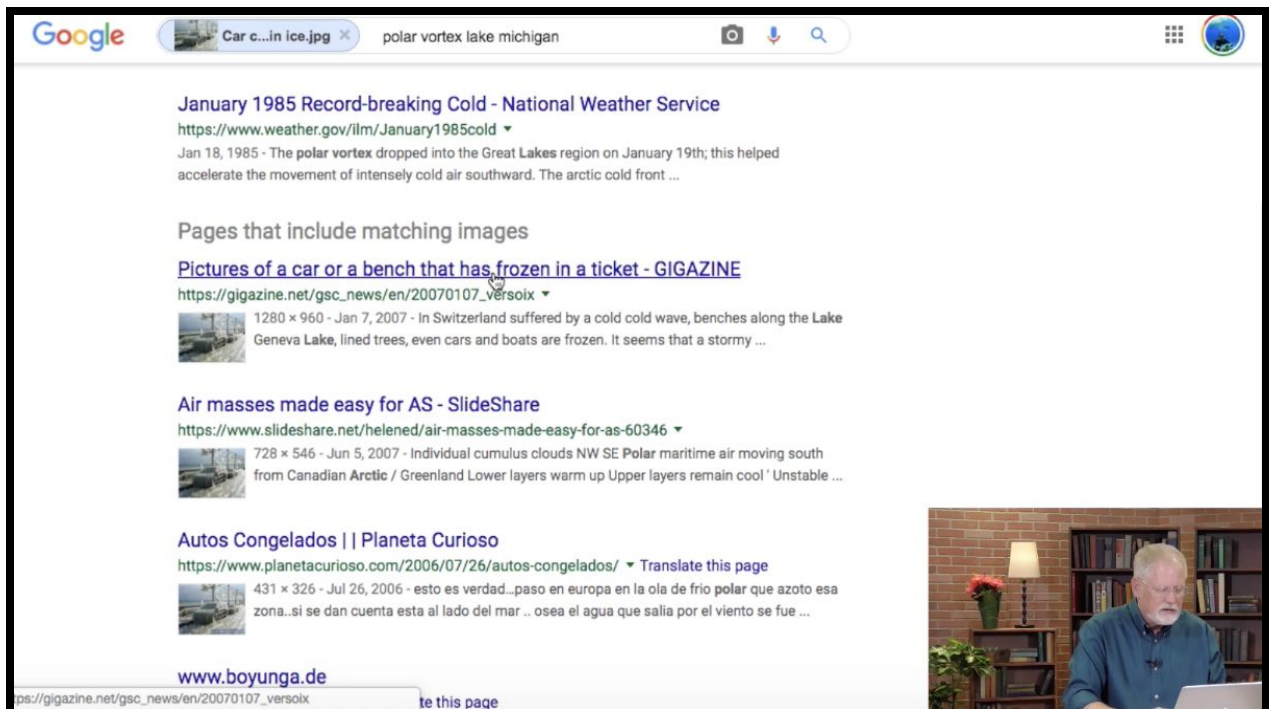 Google
Car c...in ice.jpg × polar vortex lake michigan
January 1985 Record-breaking Cold - National Weather Service
https://www.weather.gov/ilm/January1985cold
Jan 18, 1985 - The polar vortex dropped into the Great Lakes region on January 19th; this helped
accelerate the movement of intensely cold air southward. The arctic cold front ...
Pages that include matching images
Pictures of a car or a bench that has frozen in a ticket - GIGAZINE
https://gigazine.net/gsc_news/en/20070107_versoix
1280 × 960 - Jan 7, 2007 - In Switzerland suffered by a cold cold wave, benches along the Lake
Geneva Lake, lined trees, even cars and boats are frozen. It seems that a stormy ...
Air masses made easy for AS - SlideShare
https://www.slideshare.net/helened/air-masses-made-easy-for-as-60346
728 × 546 - Jun 5, 2007 - Individual cumulus clouds NW SE Polar maritime air moving south
from Canadian Arctic / Greenland Lower layers warm up Upper layers remain cool ' Unstable ...
Autos Congelados | | Planeta Curioso
https://www.planetacurioso.com/2006/07/26/autos-congelados/ Translate this page
431 × 326 - Jul 26, 2006 - esto es verdad…paso en europa en la ola de frio polar que azoto esa
zona..si se dan cuenta esta al lado del mar .. osea el agua que salia por el viento se fue ...
www.boyunga.de
tps://gigazine.net/gsc_news/en/20070107_versoix
te this page